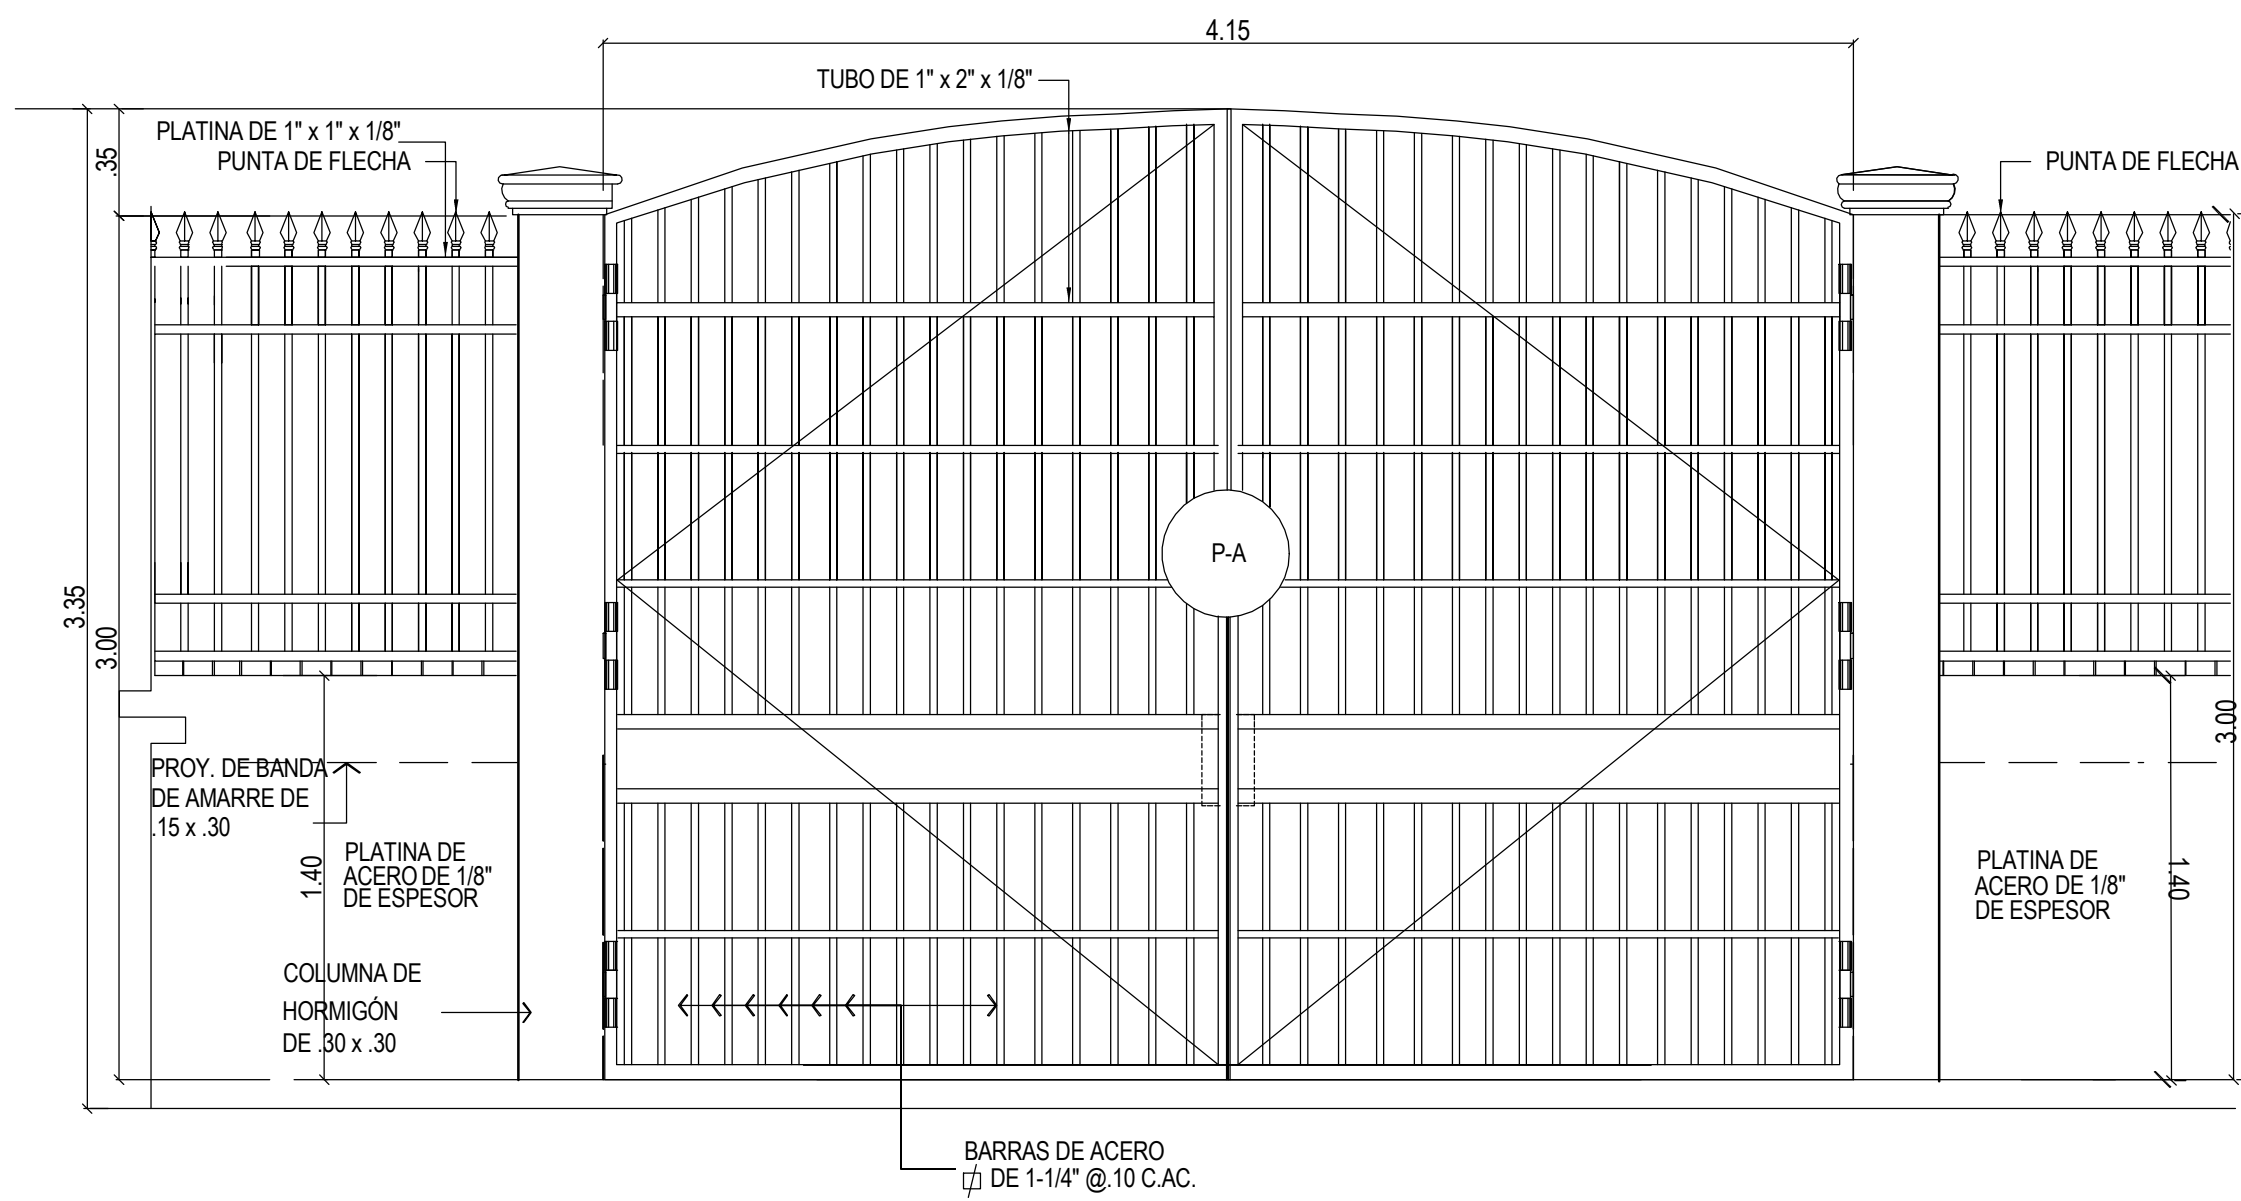 4.15
TUBO DE 1" x 2" x 1/8"
PLATINA DE 1" x 1" x 1/8"
PUNTA DE FLECHA
PUNTA DE FLECHA
.35
P-A
3.35
3.00
3.00
PROY. DE BANDA
DE AMARRE DE
.15 x .30
1.40
PLATINA DE
ACERO DE 1/8"
DE ESPESOR
PLATINA DE
ACERO DE 1/8"
DE ESPESOR
1.40
COLUMNA DE
HORMIGÓN
DE .30 x .30
BARRAS DE ACERO
DE 1-1/4" @.10 C.AC.